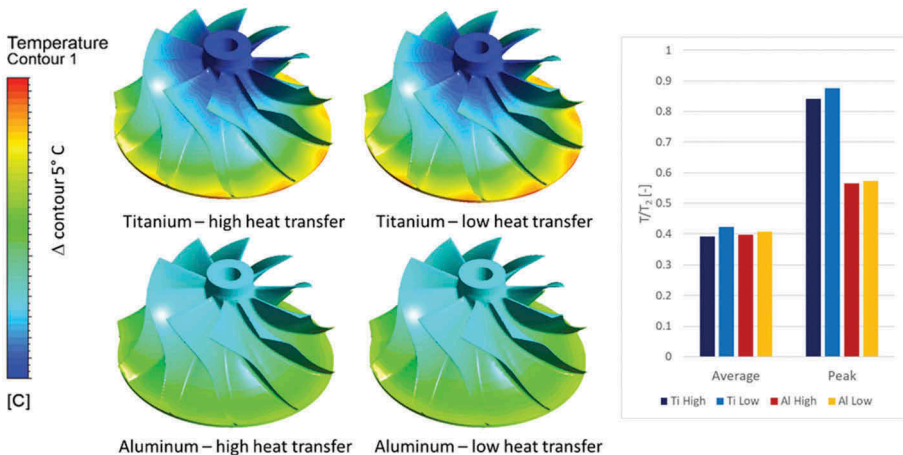 Temperature
Contour 1
Δ contour 5° C
[C]
Titanium – high heat transfer
Titanium – low heat transfer
Aluminum – high heat transfer
Aluminum – low heat transfer
T/T₂ [-]
1
0.9
0.8
0.7
0.6
0.5
0.4
0.3
0.2
0.1
0
Average
Peak
Ti High
Ti Low
Al High
Al Low